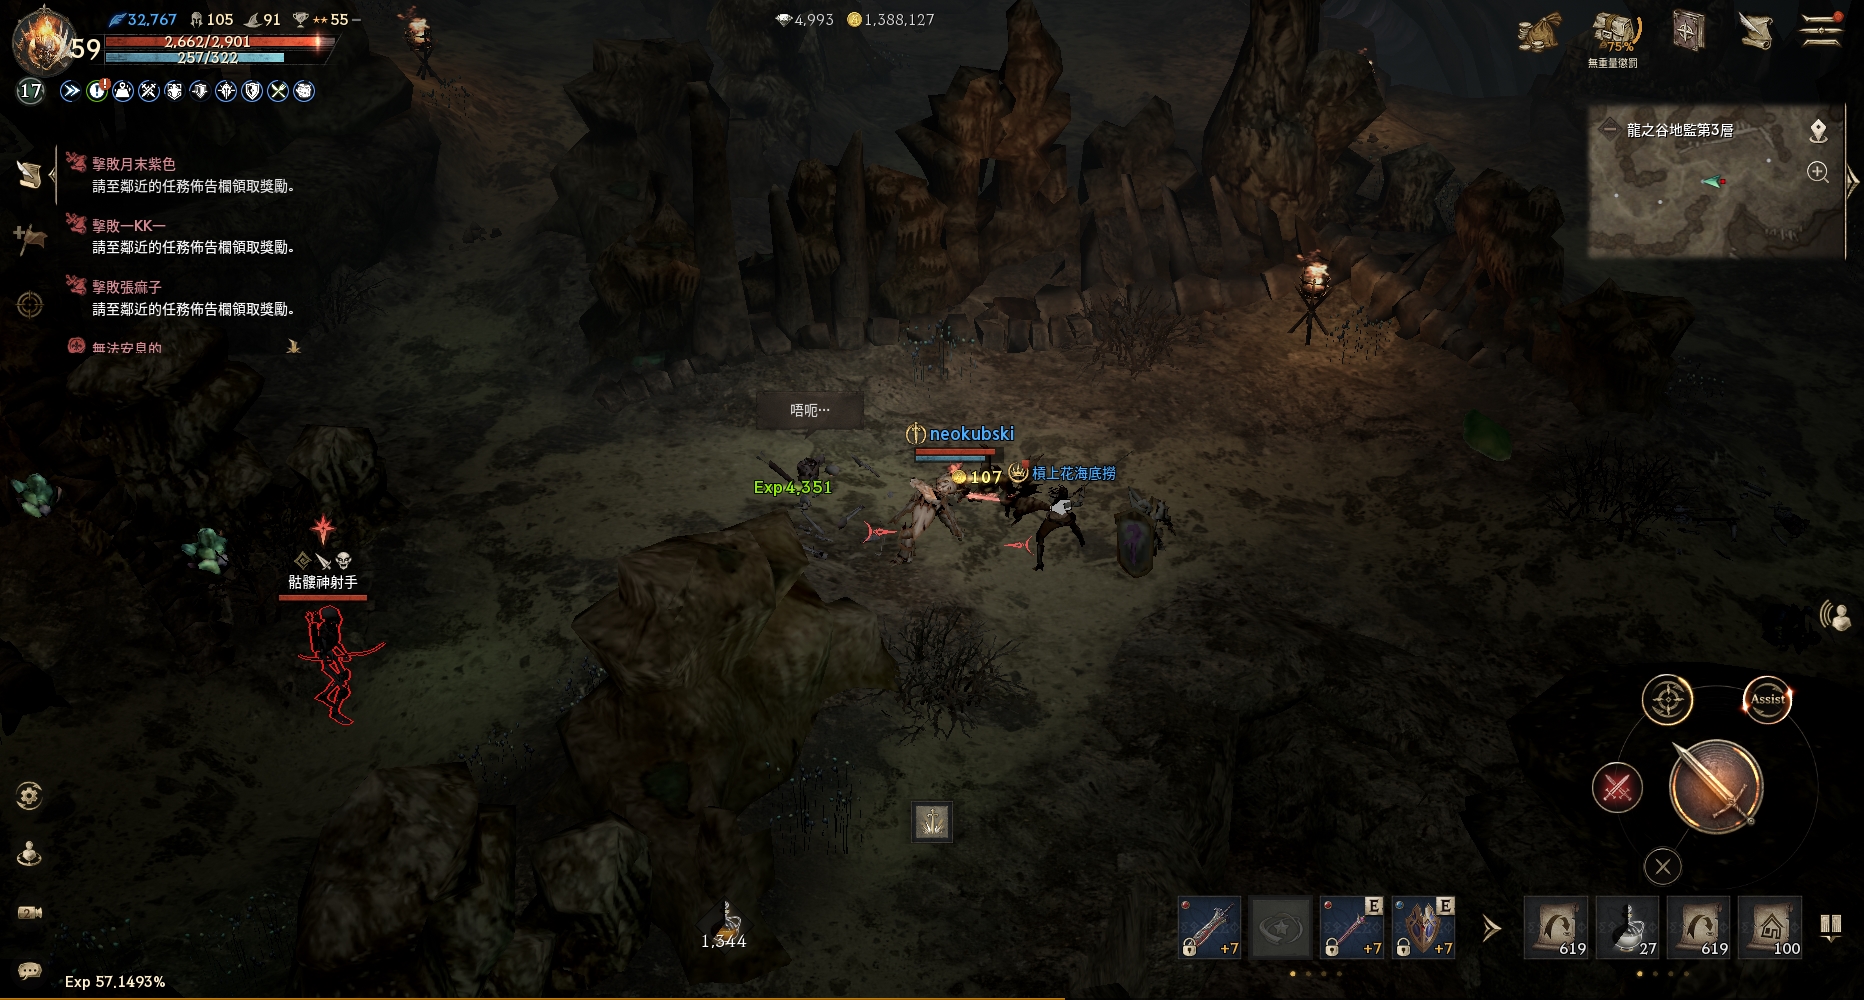 32,767 105 91 55
4,993 1,388,127
59
2,662/2,901
257/322
17
75%
無重量懲罰
龍之谷地監第3層
擊敗月末紫色
請至鄰近的任務佈告欄領取獎勵。
擊敗一KK一
請至鄰近的任務佈告欄領取獎勵。
擊敗張痲子
請至鄰近的任務佈告欄領取獎勵。
無法安息的
唔呃…
neokubski
107
槓上花海底撈
Exp 4,351
骷髏神射手
Assist
1,344
+7
E
+7
E
+7
619
27
619
100
Exp 57.1493%